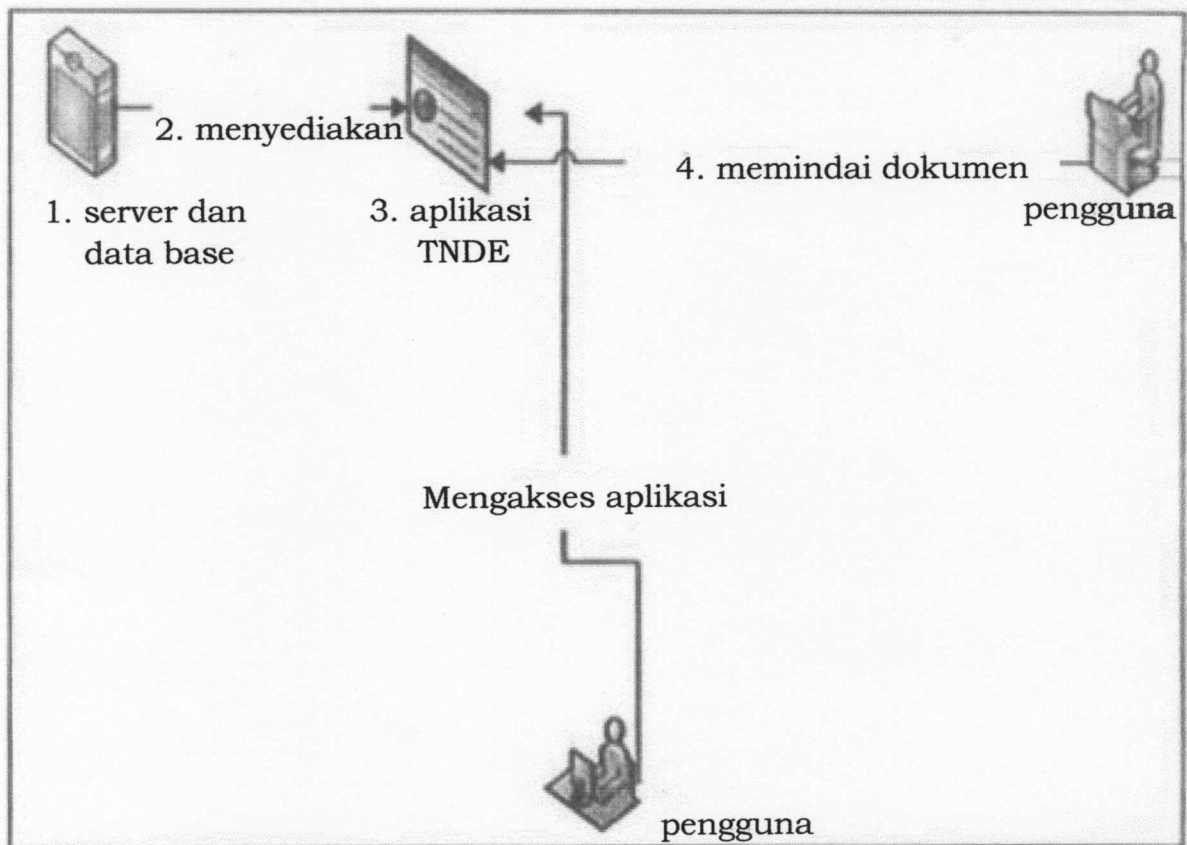 2. menyediakan
1. server dan
data base
3. aplikasi
TNDE
4. memindai dokumen
pengguna
Mengakses aplikasi
pengguna